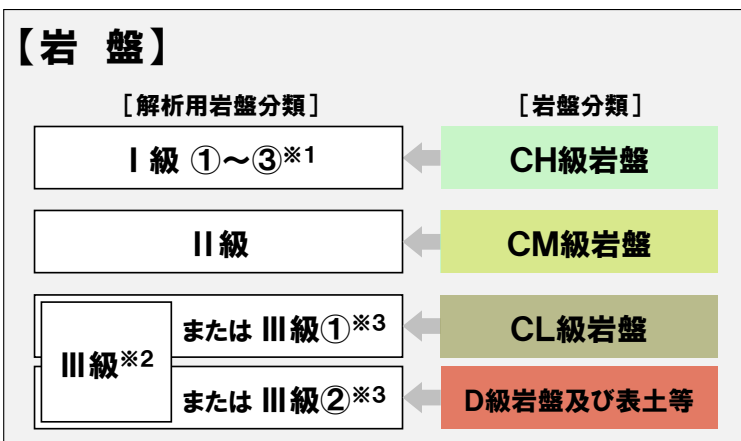 【岩 盤】
［解析用岩盤分類］ ［岩盤分類］
Ⅰ級 ①～③※1 CH級岩盤
Ⅱ級 CM級岩盤
または Ⅲ級①※3 CL級岩盤
Ⅲ級※2
または Ⅲ級②※3 D級岩盤及び表土等